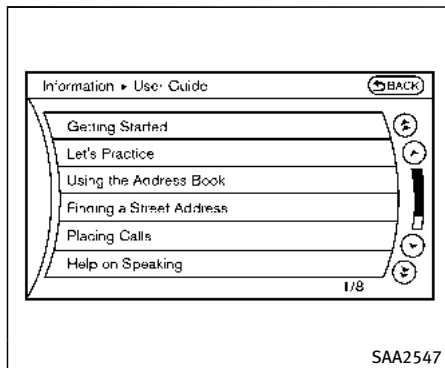 Information ▸ User Guide
BACK
Getting Started
Let's Practice
Using the Address Book
Finding a Street Address
Placing Calls
Help on Speaking
1/8
SAA2547